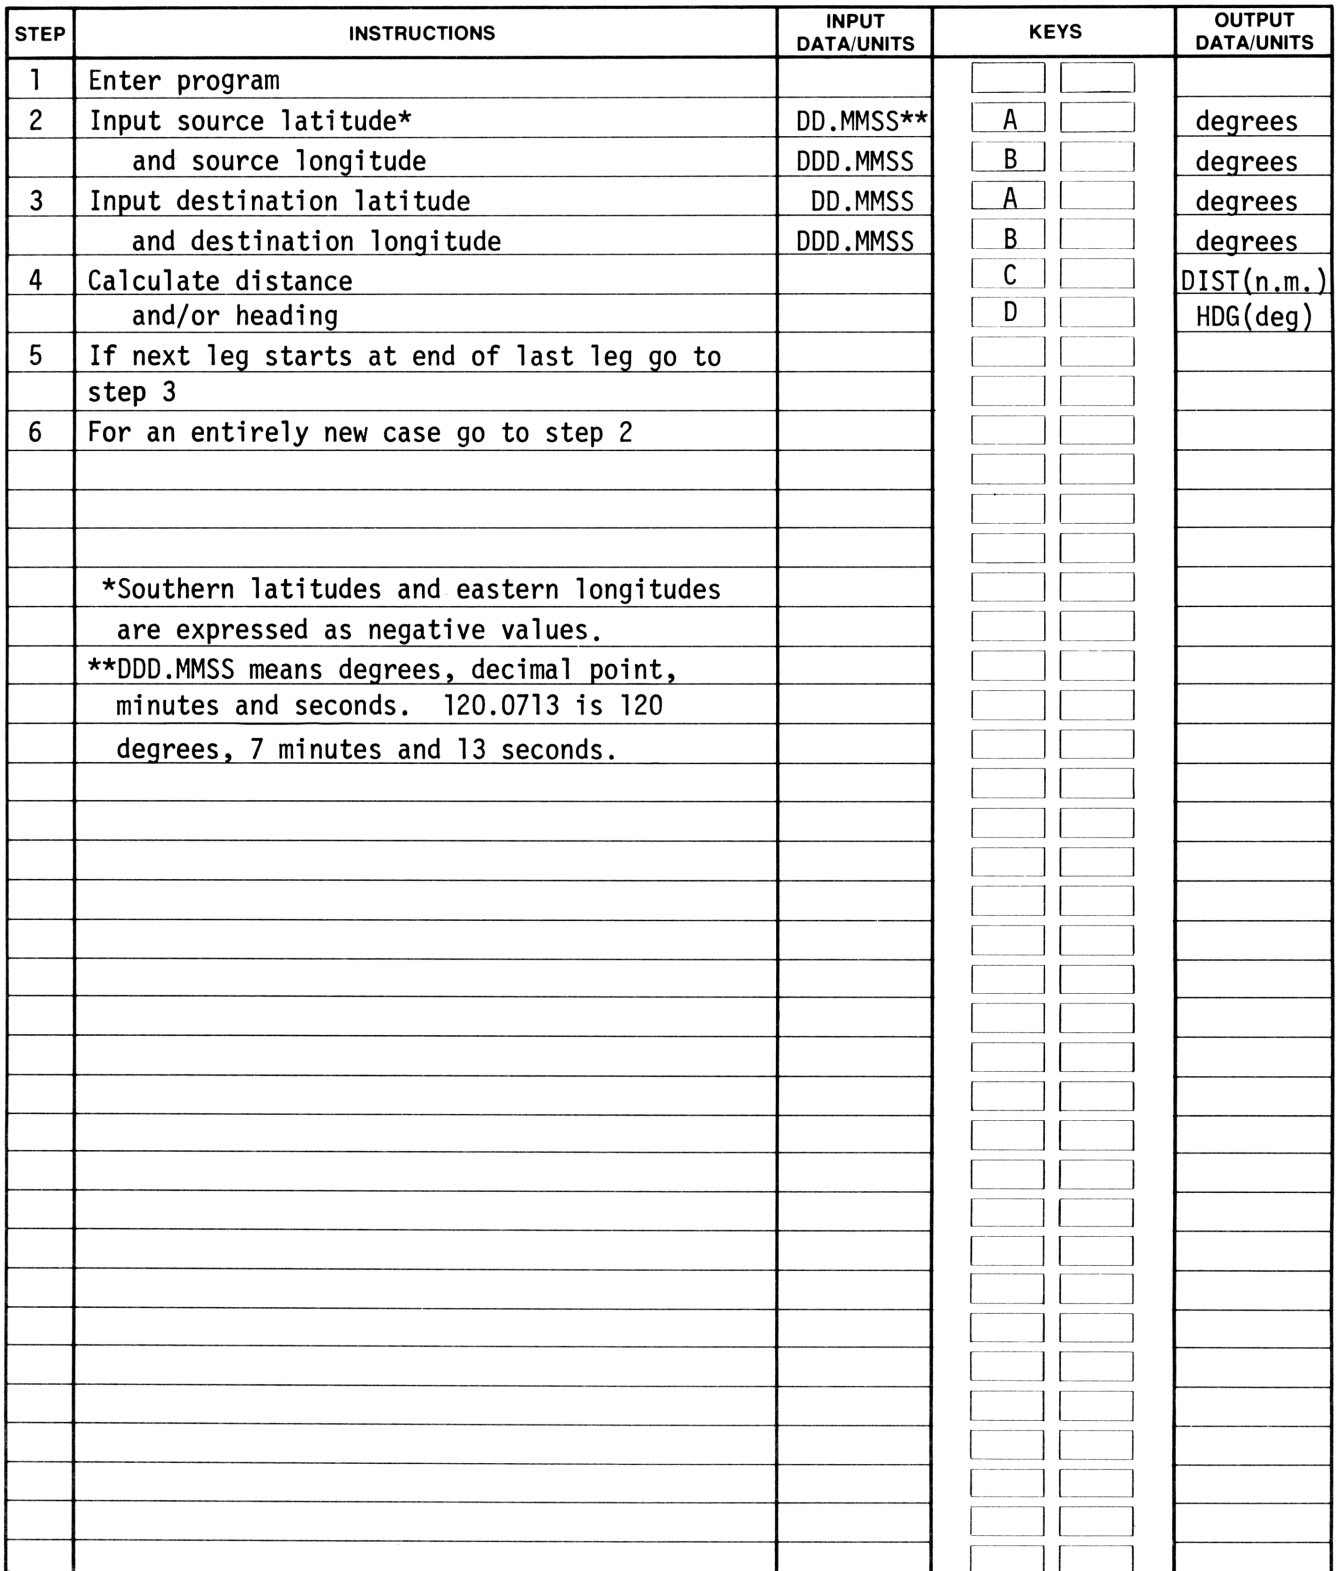 STEP INSTRUCTIONS INPUT DATA/UNITS KEYS OUTPUT DATA/UNITS
1 Enter program
2 Input source latitude* DD.MMSS** A degrees
and source longitude DDD.MMSS B degrees
3 Input destination latitude DD.MMSS A degrees
and destination longitude DDD.MMSS B degrees
4 Calculate distance C DIST(n.m.)
and/or heading D HDG(deg)
5 If next leg starts at end of last leg go to
step 3
6 For an entirely new case go to step 2
*Southern latitudes and eastern longitudes
are expressed as negative values.
**DDD.MMSS means degrees, decimal point,
minutes and seconds. 120.0713 is 120
degrees, 7 minutes and 13 seconds.